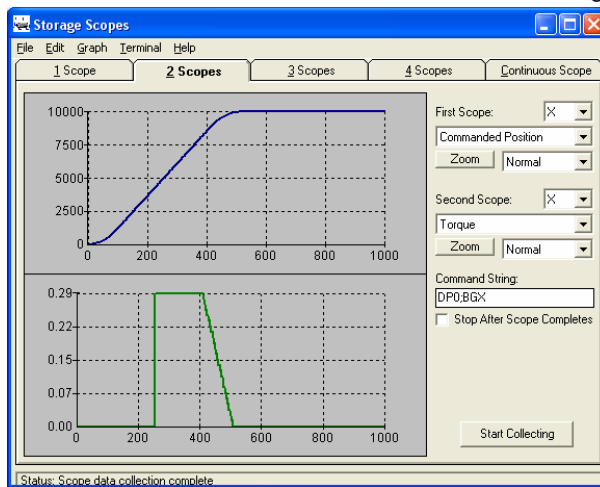 Storage Scopes
File Edit Graph Terminal Help
1 Scope 2 Scopes 3 Scopes 4 Scopes Continuous Scope
10000
7500
5000
2500
0
0 200 400 600 800 1000
0.29
0.22
0.15
0.07
0.00
0 200 400 600 800 1000
First Scope: X
Commanded Position
Zoom Normal
Second Scope: X
Torque
Zoom Normal
Command String:
DP0;BGX
Stop After Scope Completes
Start Collecting
Status: Scope data collection complete